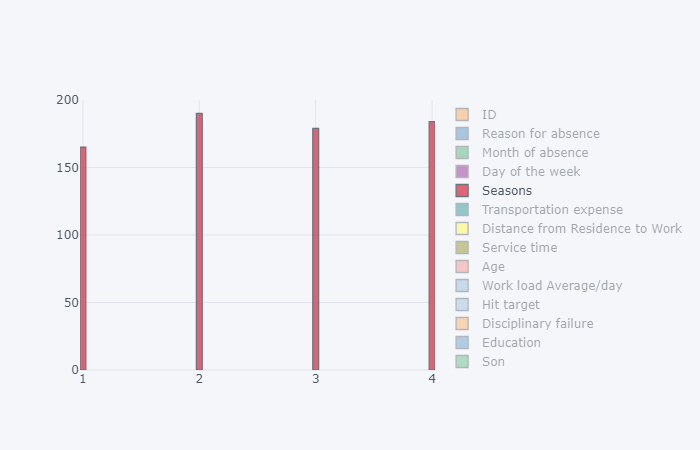 200
150
100
50
0
1 2 3 4
ID
Reason for absence
Month of absence
Day of the week
Seasons
Transportation expense
Distance from Residence to Work
Service time
Age
Work load Average/day
Hit target
Disciplinary failure
Education
Son